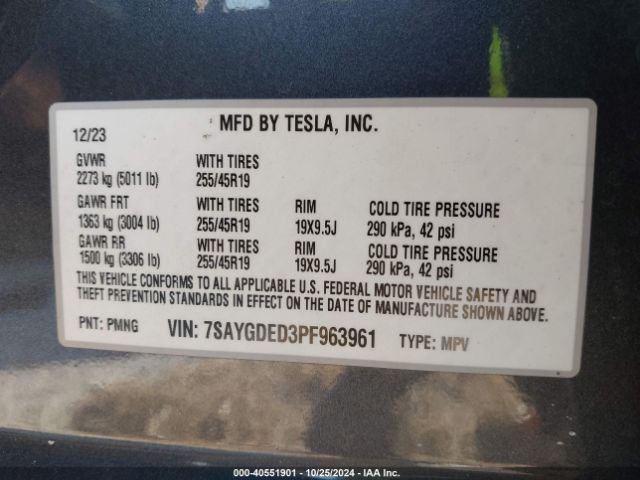 MFD BY TESLA, INC.
12/23
GVWR WITH TIRES
2273 kg (5011 lb) 255/45R19
GAWR FRT WITH TIRES RIM COLD TIRE PRESSURE
1363 kg (3004 lb) 255/45R19 19X9.5J 290 kPa, 42 psi
GAWR RR WITH TIRES RIM COLD TIRE PRESSURE
1500 kg (3306 lb) 255/45R19 19X9.5J 290 kPa, 42 psi
THIS VEHICLE CONFORMS TO ALL APPLICABLE U.S. FEDERAL MOTOR VEHICLE SAFETY AND
THEFT PREVENTION STANDARDS IN EFFECT ON THE DATE OF MANUFACTURE SHOWN ABOVE.
PNT: PMNG VIN: 7SAYGDED3PF963961 TYPE: MPV
000-40551901 - 10/25/2024 - IAA Inc.